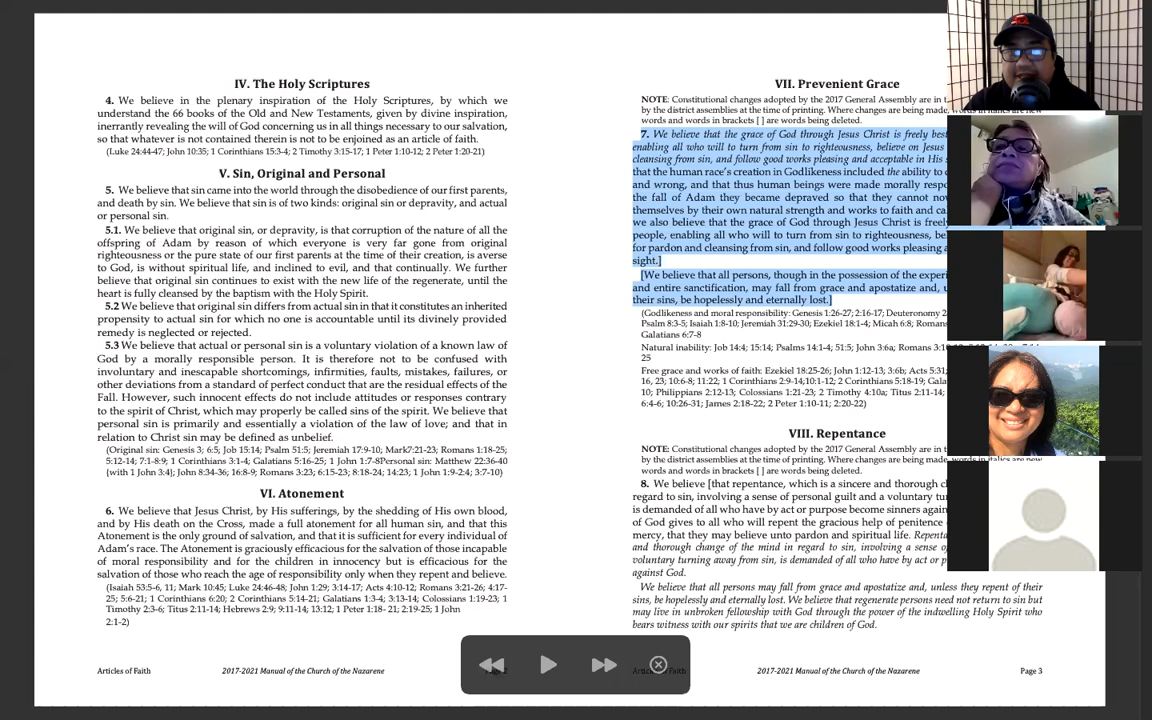 IV. The Holy Scriptures
4. We believe in the plenary inspiration of the Holy Scriptures, by which we
understand the 66 books of the Old and New Testaments, given by divine inspiration,
inerrantly revealing the will of God concerning us in all things necessary to our salvation,
so that whatever is not contained therein is not to be enjoined as an article of faith.
(Luke 24:44-47; John 10:35; 1 Corinthians 15:3-4; 2 Timothy 3:15-17; 1 Peter 1:10-12; 2 Peter 1:20-21)
V. Sin, Original and Personal
5. We believe that sin came into the world through the disobedience of our first parents,
and death by sin. We believe that sin is of two kinds: original sin or depravity, and actual
or personal sin.
5.1. We believe that original sin, or depravity, is that corruption of the nature of all the
offspring of Adam by reason of which everyone is very far gone from original
righteousness or the pure state of our first parents at the time of their creation, is averse
to God, is without spiritual life, and inclined to evil, and that continually. We further
believe that original sin continues to exist with the new life of the regenerate, until the
heart is fully cleansed by the baptism with the Holy Spirit.
5.2 We believe that original sin differs from actual sin in that it constitutes an inherited
propensity to actual sin for which no one is accountable until its divinely provided
remedy is neglected or rejected.
5.3 We believe that actual or personal sin is a voluntary violation of a known law of
God by a morally responsible person. It is therefore not to be confused with
involuntary and inescapable shortcomings, infirmities, faults, mistakes, failures, or
other deviations from a standard of perfect conduct that are the residual effects of the
Fall. However, such innocent effects do not include attitudes or responses contrary
to the spirit of Christ, which may properly be called sins of the spirit. We believe that
personal sin is primarily and essentially a violation of the law of love; and that in
relation to Christ sin may be defined as unbelief.
(Original sin: Genesis 3; 6:5, Job 15:14; Psalm 51:5; Jeremiah 17:9-10, Mark7:21-23; Romans 1:18-25;
5:12-14; 7:1-8:9; 1 Corinthians 3:1-4; Galatians 5:16-25; 1 John 1:7-8Personal sin: Matthew 22:36-40
{with 1 John 3:4}; John 8:34-36; 16:8-9; Romans 3:23; 6:15-23; 8:18-24; 14:23; 1 John 1:9-2:4; 3:7-10)
VI. Atonement
6. We believe that Jesus Christ, by His sufferings, by the shedding of His own blood,
and by His death on the Cross, made a full atonement for all human sin, and that this
Atonement is the only ground of salvation, and that it is sufficient for every individual of
Adam's race. The Atonement is graciously efficacious for the salvation of those incapable
of moral responsibility and for the children in innocency but is efficacious for the
salvation of those who reach the age of responsibility only when they repent and believe.
(Isaiah 53:5-6, 11; Mark 10:45; Luke 24:46-48; John 1:29; 3:14-17; Acts 4:10-12; Romans 3:21-26; 4:17-
25; 5:6-21; 1 Corinthians 6:20; 2 Corinthians 5:14-21; Galatians 1:3-4; 3:13-14; Colossians 1:19-23; 1
Timothy 2:3-6; Titus 2:11-14; Hebrews 2:9; 9:11-14; 13:12; 1 Peter 1:18- 21; 2:19-25; 1 John
2:1-2)
Articles of Faith 2017-2021 Manual of the Church of the Nazarene
VII. Prevenient Grace
NOTE: Constitutional changes adopted by the 2017 General Assembly are in
by the district assemblies at the time of printing. Where changes are being made, words in italics are new
words and words in brackets [ ] are words being deleted.
7. We believe that the grace of God through Jesus Christ is freely
enabling all who will to turn from sin to righteousness, believe on Jesus
cleansing from sin, and follow good works pleasing and acceptable in His
that the human race's creation in Godlikeness included the ability to
and wrong, and that thus human beings were made morally
the fall of Adam they became depraved so that they cannot
themselves by their own natural strength and works to faith and
we also believe that the grace of God through Jesus Christ is
people, enabling all who will to turn from sin to righteousness,
for pardon and cleansing from sin, and follow good works pleasing
sight.]
[We believe that all persons, though in the possession of the
and entire sanctification, may fall from grace and apostatize and,
their sins, be hopelessly and eternally lost.]
(Godlikeness and moral responsibility: Genesis 1:26-27; 2:16-17; Deuteronomy
Psalm 8:3-5; Isaiah 1:8-10; Jeremiah 31:29-30; Ezekiel 18:1-4; Micah 6:8;
Galatians 6:7-8
Natural inability: Job 14:4; 15:14; Psalms 14:1-4; 51:5; John 3:6a; Romans
25
Free grace and works of faith: Ezekiel 18:25-26; John 1:12-13; 3:6b; Acts 5:31;
16, 23; 10:6-8; 11:22; 1 Corinthians 2:9-14;10:1-12; 2 Corinthians 5:18-19;
10; Philippians 2:12-13; Colossians 1:21-23; 2 Timothy 4:10a; Titus 2:11-14;
6:4-6; 10:26-31; James 2:18-22; 2 Peter 1:10-11; 2:20-22)
VIII. Repentance
NOTE: Constitutional changes adopted by the 2017 General Assembly are in
by the district assemblies at the time of printing. Where changes are being made, words in italics are new
words and words in brackets [ ] are words being deleted.
8. We believe [that repentance, which is a sincere and thorough
regard to sin, involving a sense of personal guilt and a voluntary
is demanded of all who have by act or purpose become sinners
of God gives to all who will repent the gracious help of penitence
mercy, that they may believe unto pardon and spiritual life.
and thorough change of the mind in regard to sin, involving a sense of
voluntary turning away from sin, is demanded of all who have by act or
against God.
We believe that all persons may fall from grace and apostatize and, unless they repent of their
sins, be hopelessly and eternally lost. We believe that regenerate persons need not return to sin but
may live in unbroken fellowship with God through the power of the indwelling Holy Spirit who
bears witness with our spirits that we are children of God.
2017-2021 Manual of the Church of the Nazarene Page 3